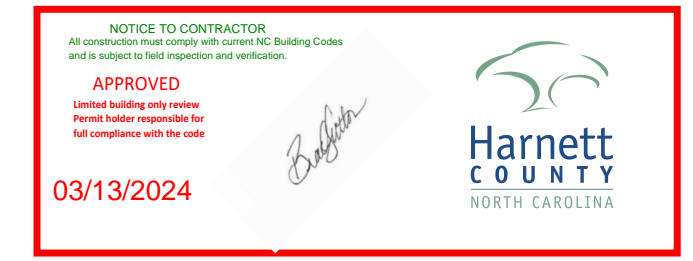 NOTICE TO CONTRACTOR
All construction must comply with current NC Building Codes
and is subject to field inspection and verification.
APPROVED
Limited building only review
Permit holder responsible for
full compliance with the code
03/13/2024
Harnett
COUNTY
NORTH CAROLINA